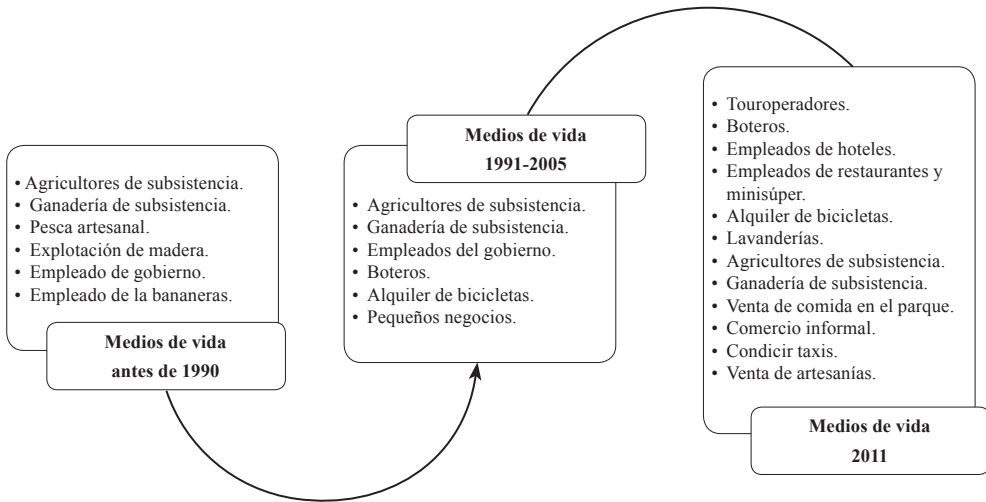 • Agricultores de subsistencia.
• Ganadería de subsistencia.
• Pesca artesanal.
• Explotación de madera.
• Empleado de gobierno.
• Empleado de la bananeras.
Medios de vida
antes de 1990
Medios de vida
1991-2005
• Agricultores de subsistencia.
• Ganadería de subsistencia.
• Empleados del gobierno.
• Boteros.
• Alquiler de bicicletas.
• Pequeños negocios.
• Touroperadores.
• Boteros.
• Empleados de hoteles.
• Empleados de restaurantes y
minisúper.
• Alquiler de bicicletas.
• Lavanderías.
• Agricultores de subsistencia.
• Ganadería de subsistencia.
• Venta de comida en el parque.
• Comercio informal.
• Condicir taxis.
• Venta de artesanías.
Medios de vida
2011